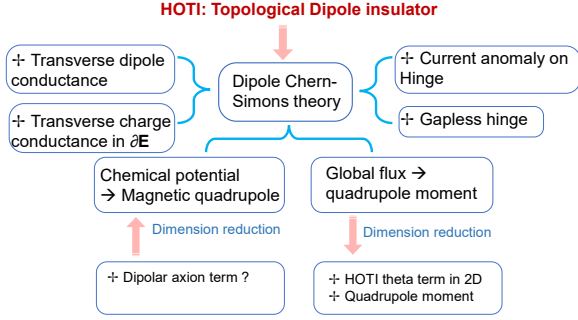 HOTI: Topological Dipole insulator
✢ Transverse dipole
conductance
✢ Transverse charge
conductance in ∂E
Dipole Chern-
Simons theory
✢ Current anomaly on
Hinge
✢ Gapless hinge
Chemical potential
→ Magnetic quadrupole
Global flux →
quadrupole moment
Dimension reduction
Dimension reduction
✢ Dipolar axion term ?
✢ HOTI theta term in 2D
✢ Quadrupole moment